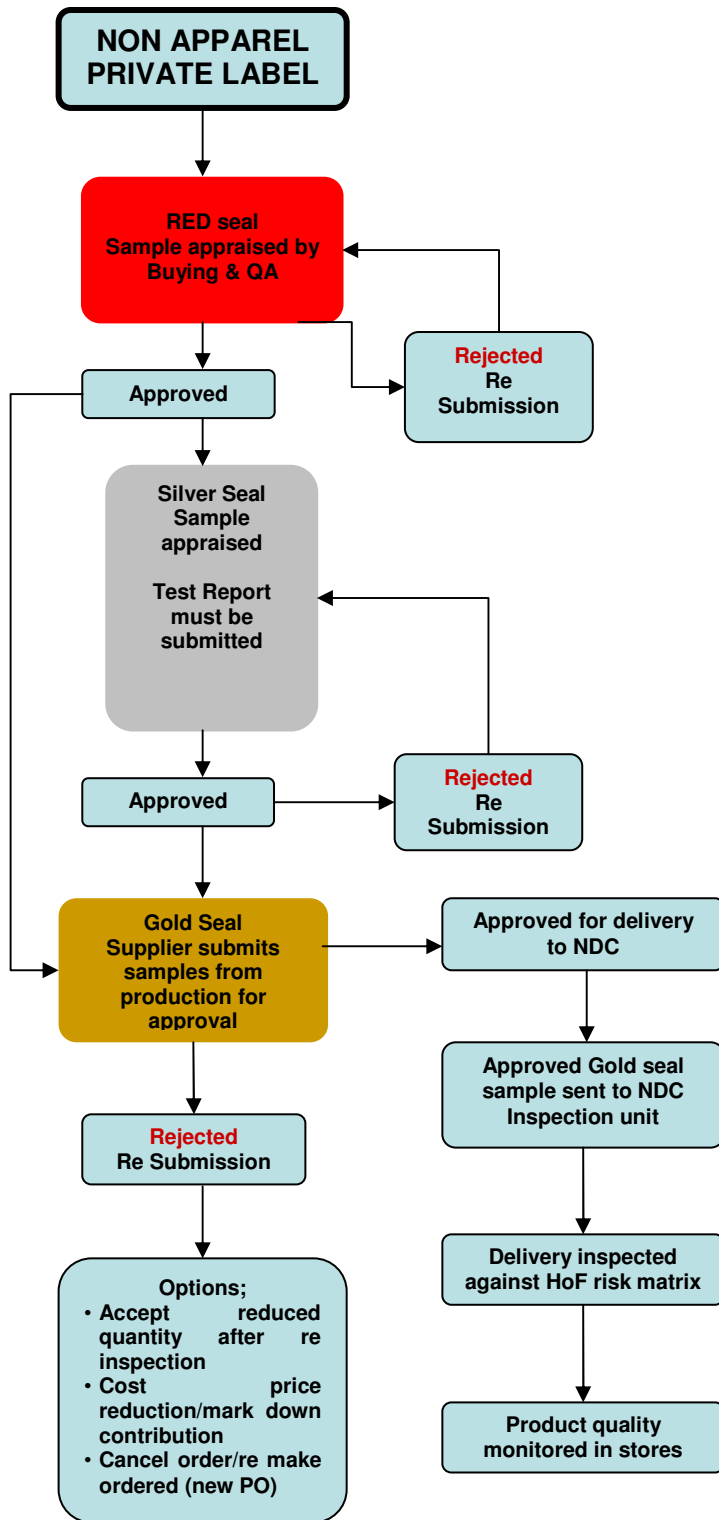 NON APPAREL
PRIVATE LABEL
RED seal
Sample appraised by
Buying & QA
Rejected
Re
Submission
Approved
Silver Seal
Sample
appraised
Test Report
must be
submitted
Rejected
Re
Submission
Approved
Gold Seal
Supplier submits
samples from
production for
approval
Approved for delivery
to NDC
Approved Gold seal
sample sent to NDC
Inspection unit
Rejected
Re Submission
Delivery inspected
against HoF risk matrix
Options;
• Accept reduced
quantity after re
inspection
• Cost price
reduction/mark down
contribution
• Cancel order/re make
ordered (new PO)
Product quality
monitored in stores